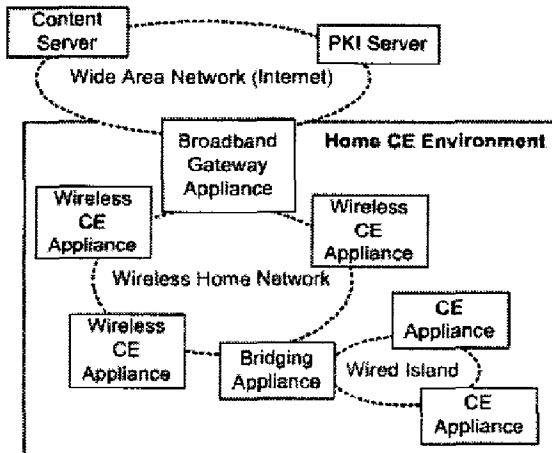 Content
Server
PKI Server
Wide Area Network (Internet)
Broadband
Gateway
Appliance
Home CE Environment
Wireless
CE
Appliance
Wireless
CE
Appliance
Wireless Home Network
Wireless
CE
Appliance
Bridging
Appliance
CE
Appliance
Wired Island
CE
Appliance